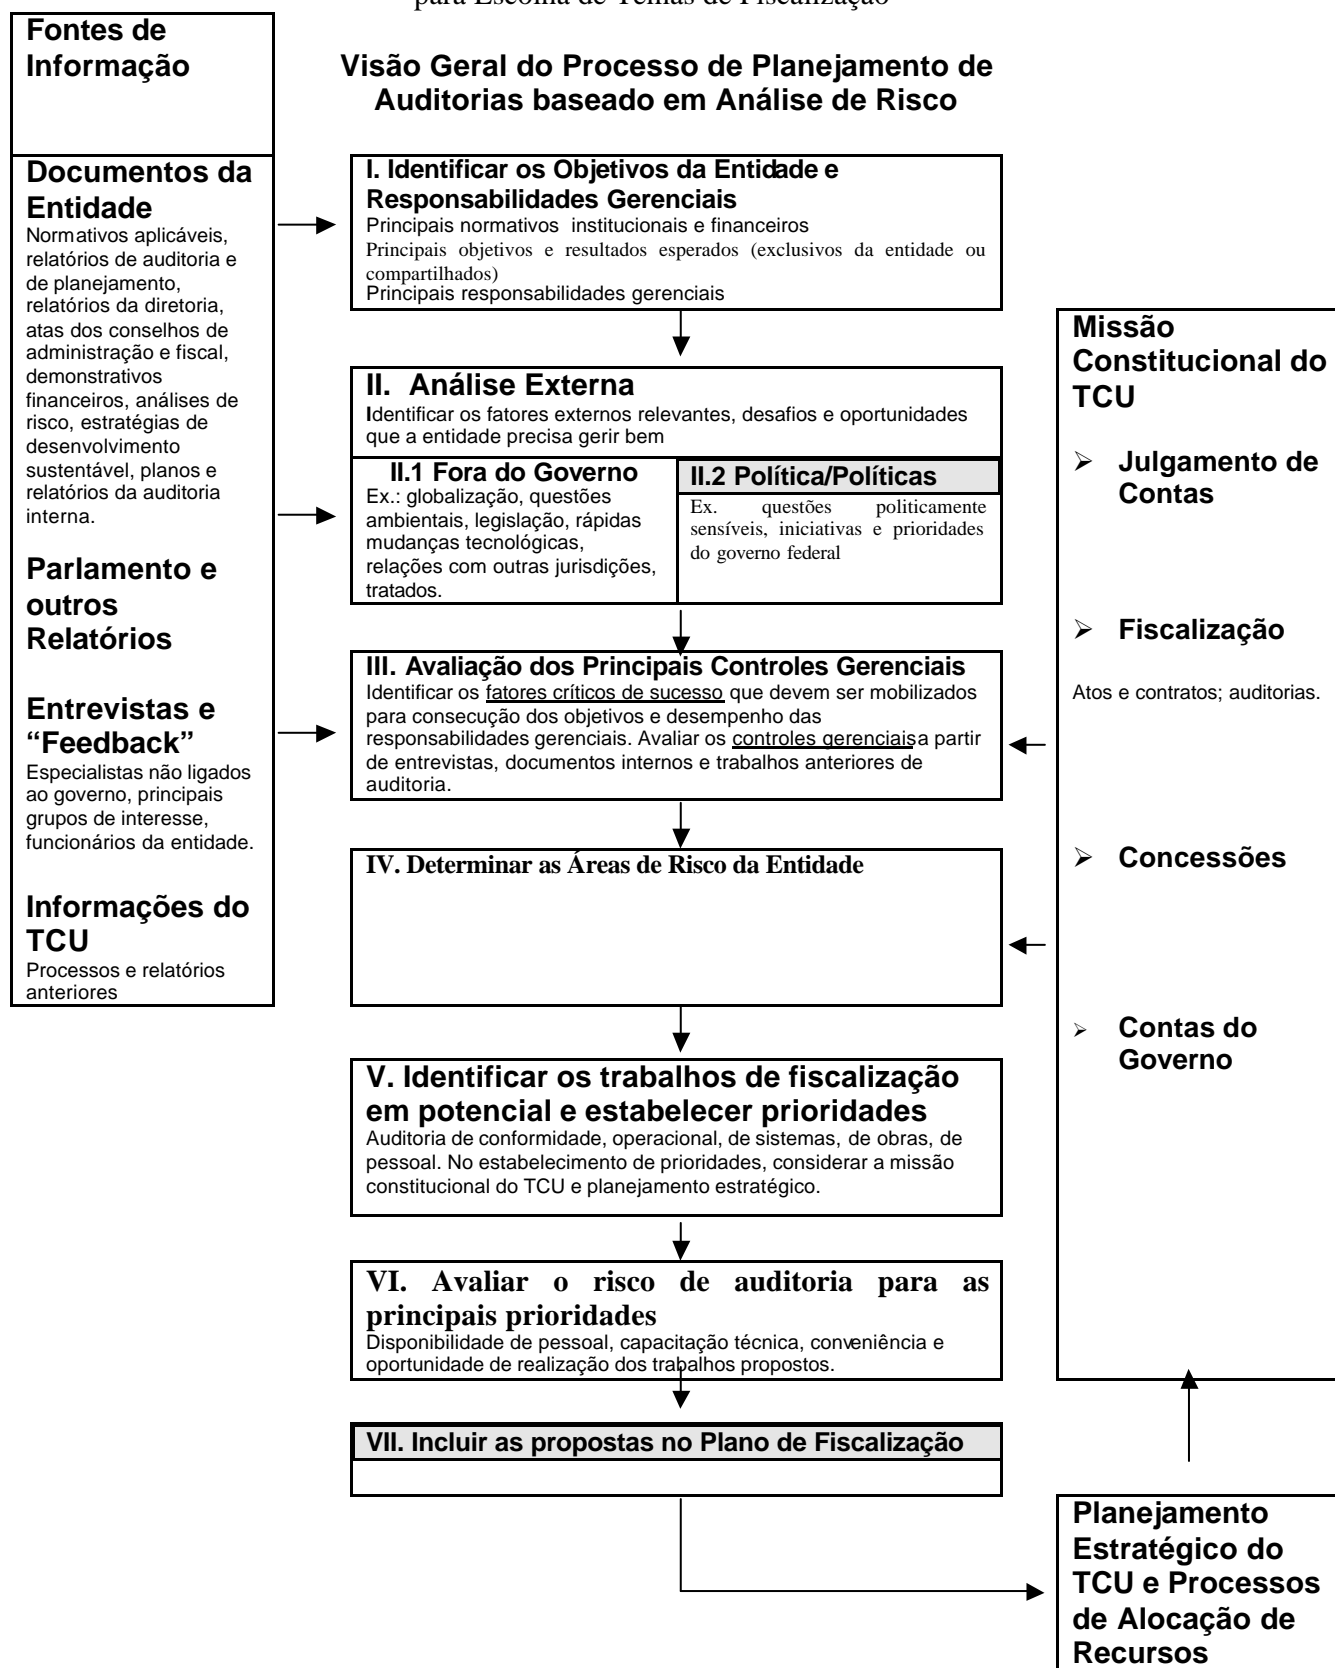 para Escolha de Temas de Fiscalização
Fontes de
Informação
Visão Geral do Processo de Planejamento de
Auditorias baseado em Análise de Risco
Documentos da
Entidade
Normativos aplicáveis,
relatórios de auditoria e
de planejamento,
relatórios da diretoria,
atas dos conselhos de
administração e fiscal,
demonstrativos
financeiros, análises de
risco, estratégias de
desenvolvimento
sustentável, planos e
relatórios da auditoria
interna.
Parlamento e
outros
Relatórios
Entrevistas e
“Feedback”
Especialistas não ligados
ao governo, principais
grupos de interesse,
funcionários da entidade.
Informações do
TCU
Processos e relatórios
anteriores
I. Identificar os Objetivos da Entidade e
Responsabilidades Gerenciais
Principais normativos institucionais e financeiros
Principais objetivos e resultados esperados (exclusivos da entidade ou
compartilhados)
Principais responsabilidades gerenciais
II. Análise Externa
Identificar os fatores externos relevantes, desafios e oportunidades
que a entidade precisa gerir bem
II.1 Fora do Governo
Ex.: globalização, questões
ambientais, legislação, rápidas
mudanças tecnológicas,
relações com outras jurisdições,
tratados.
II.2 Política/Políticas
Ex. questões politicamente
sensíveis, iniciativas e prioridades
do governo federal
III. Avaliação dos Principais Controles Gerenciais
Identificar os fatores críticos de sucesso que devem ser mobilizados
para consecução dos objetivos e desempenho das
responsabilidades gerenciais. Avaliar os controles gerenciais a partir
de entrevistas, documentos internos e trabalhos anteriores de
auditoria.
IV. Determinar as Áreas de Risco da Entidade
V. Identificar os trabalhos de fiscalização
em potencial e estabelecer prioridades
Auditoria de conformidade, operacional, de sistemas, de obras, de
pessoal. No estabelecimento de prioridades, considerar a missão
constitucional do TCU e planejamento estratégico.
VI. Avaliar o risco de auditoria para as
principais prioridades
Disponibilidade de pessoal, capacitação técnica, conveniência e
oportunidade de realização dos trabalhos propostos.
VII. Incluir as propostas no Plano de Fiscalização
Missão
Constitucional do
TCU
➢ Julgamento de
Contas
➢ Fiscalização
Atos e contratos; auditorias.
➢ Concessões
➢ Contas do
Governo
Planejamento
Estratégico do
TCU e Processos
de Alocação de
Recursos